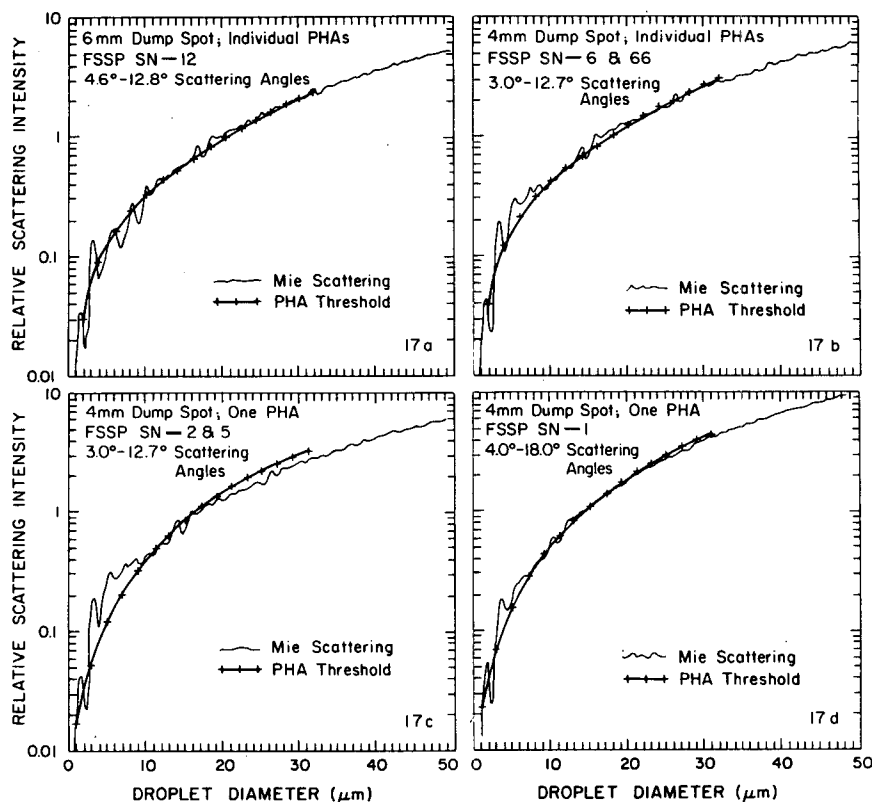 6mm Dump Spot; Individual PHAs
FSSP SN—12
4.6°-12.8° Scattering Angles
Mie Scattering
PHA Threshold
17a
10
1
0.1
0.01
RELATIVE SCATTERING INTENSITY
4mm Dump Spot; Individual PHAs
FSSP SN—6 & 66
3.0°-12.7° Scattering
Angles
Mie Scattering
PHA Threshold
17b
4mm Dump Spot; One PHA
FSSP SN—2 & 5
3.0°-12.7° Scattering
Angles
Mie Scattering
PHA Threshold
17c
10
1
0.1
0.01
RELATIVE SCATTERING INTENSITY
0 10 20 30 40 50
DROPLET DIAMETER (μm)
4mm Dump Spot; One PHA
FSSP SN—1
4.0°-18.0° Scattering
Angles
Mie Scattering
PHA Threshold
17d
0 10 20 30 40 50
DROPLET DIAMETER (μm)